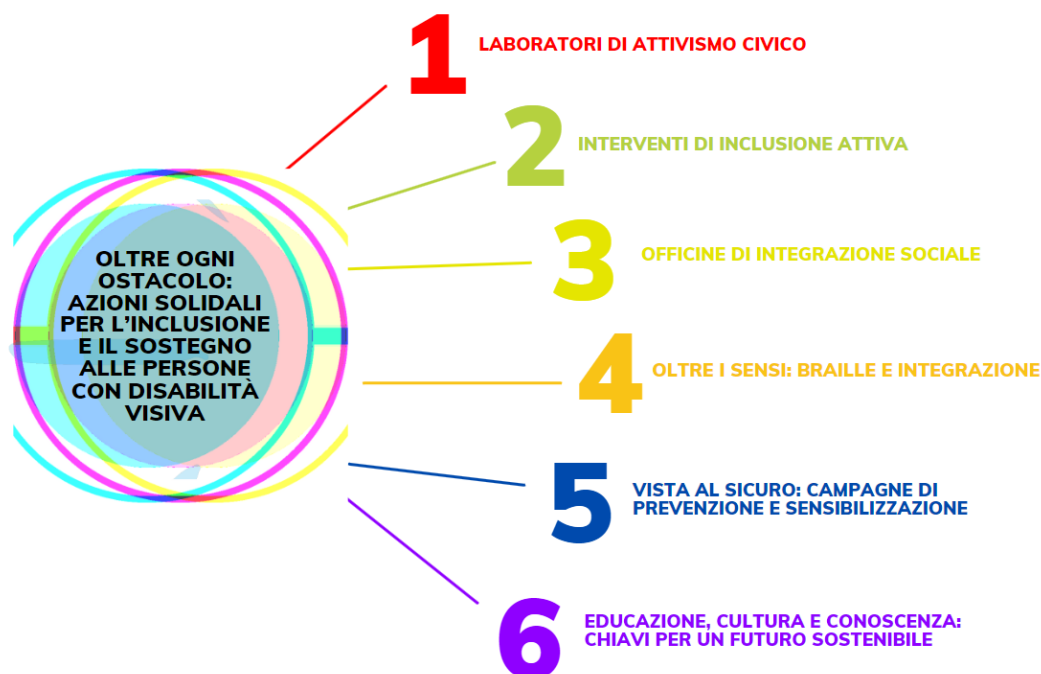 1
LABORATORI DI ATTIVISMO CIVICO
2
INTERVENTI DI INCLUSIONE ATTIVA
3
OFFICINE DI INTEGRAZIONE SOCIALE
OLTRE OGNI
OSTACOLO:
AZIONI SOLIDALI
PER L'INCLUSIONE
E IL SOSTEGNO
ALLE PERSONE
CON DISABILITÀ
VISIVA
4
OLTRE I SENSI: BRAILLE E INTEGRAZIONE
5
VISTA AL SICURO: CAMPAGNE DI
PREVENZIONE E SENSIBILIZZAZIONE
6
EDUCAZIONE, CULTURA E CONOSCENZA:
CHIAVI PER UN FUTURO SOSTENIBILE